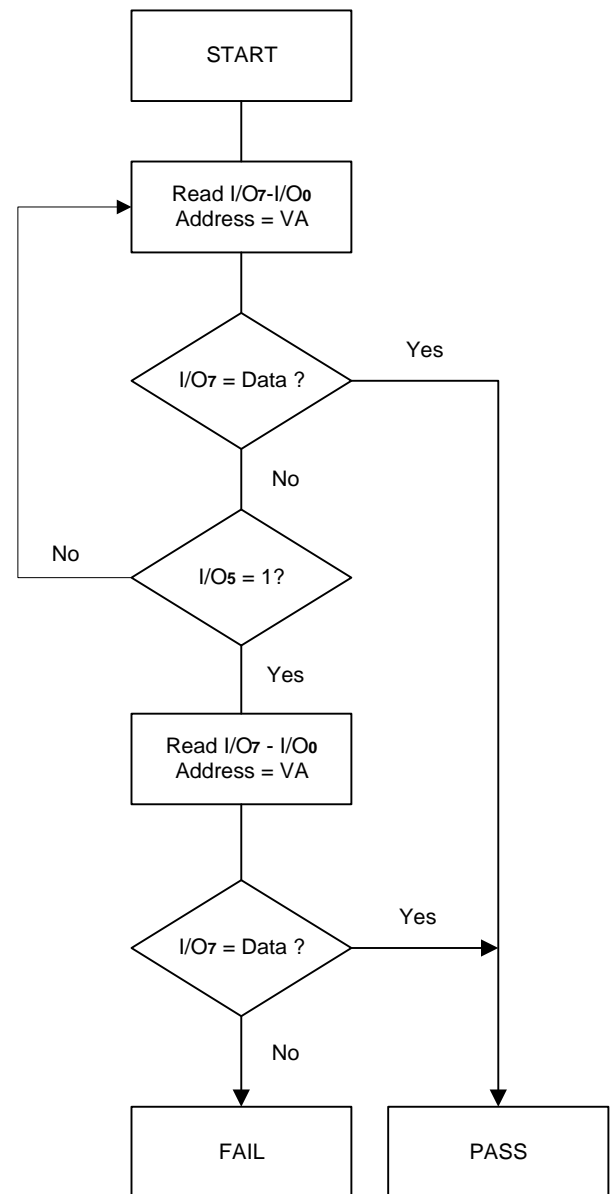 START
Read I/O7-I/O0
Address = VA
I/O7 = Data ?
Yes
No
I/O5 = 1?
No
Yes
Read I/O7 - I/O0
Address = VA
I/O7 = Data ?
Yes
No
FAIL
PASS